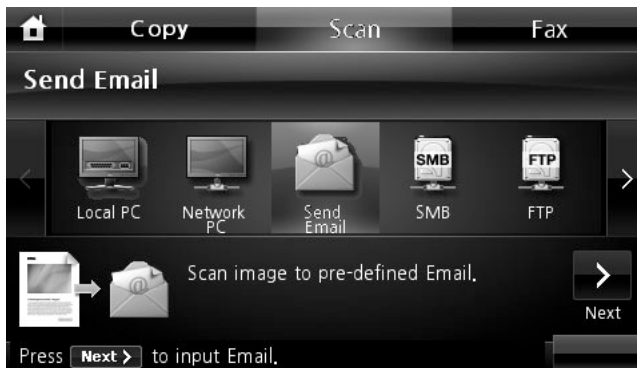 Copy Scan Fax
Send Email
@ SMB FTP
Local PC Network PC Send Email SMB FTP
@ Scan image to pre-defined Email.
Next
Press Next > to input Email.